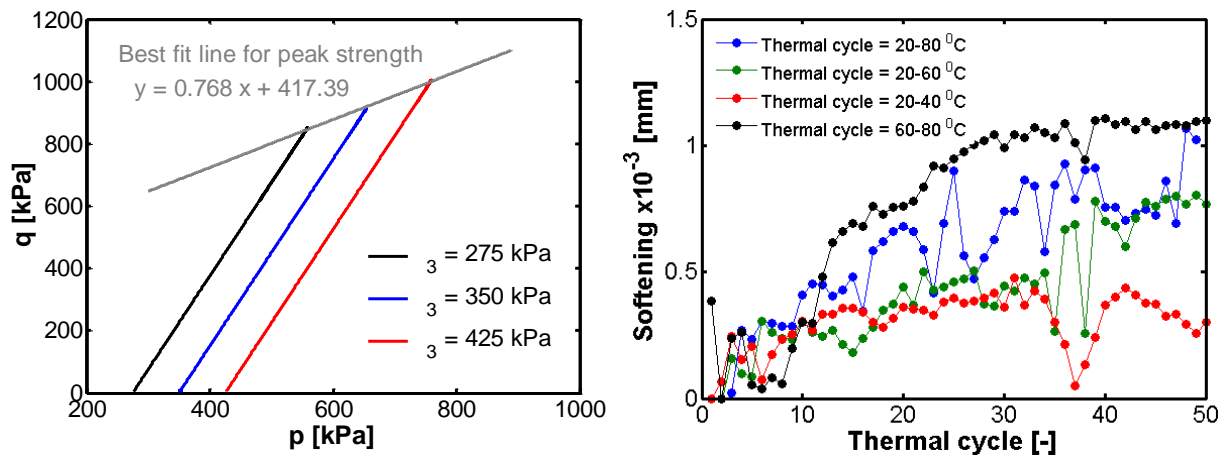 1200
1000
800
600
400
200
0
q [kPa]
Best fit line for peak strength
y = 0.768 x + 417.39
3 = 275 kPa
3 = 350 kPa
3 = 425 kPa
200 400 600 800 1000
p [kPa]
1.5
1
0.5
0
Softening x10-3 [mm]
Thermal cycle = 20-80 0C
Thermal cycle = 20-60 0C
Thermal cycle = 20-40 0C
Thermal cycle = 60-80 0C
0 10 20 30 40 50
Thermal cycle [-]